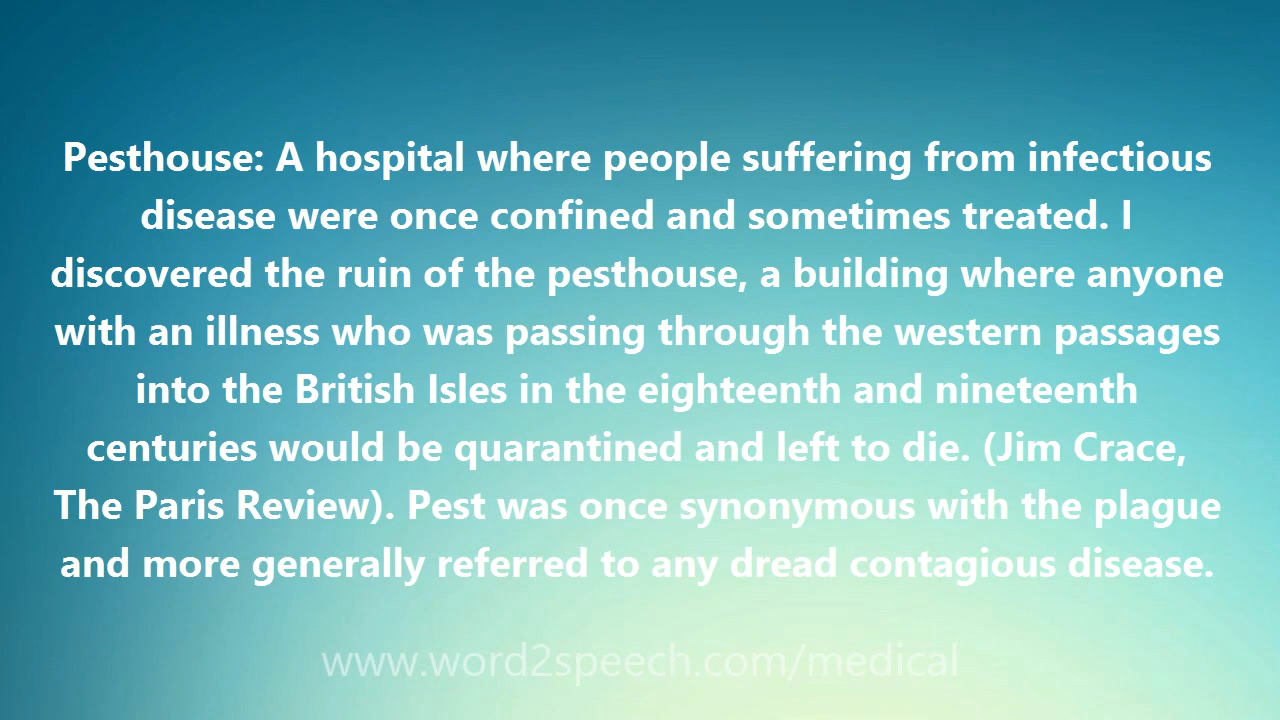 Pesthouse: A hospital where people suffering from infectious
disease were once confined and sometimes treated. I
discovered the ruin of the pesthouse, a building where anyone
with an illness who was passing through the western passages
into the British Isles in the eighteenth and nineteenth
centuries would be quarantined and left to die. (Jim Crace,
The Paris Review). Pest was once synonymous with the plague
and more generally referred to any dread contagious disease.
www.word2speech.com/medical